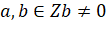 a, b ∈ Zb ≠ 0